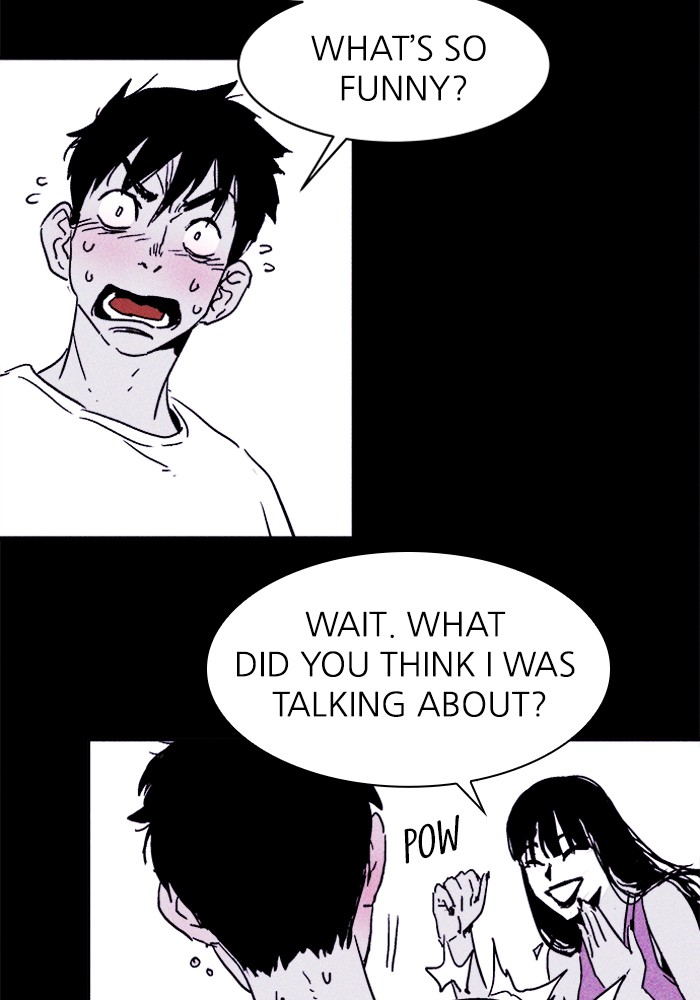 WHAT'S SO
FUNNY?
WAIT. WHAT
DID YOU THINK I WAS
TALKING ABOUT?
POW